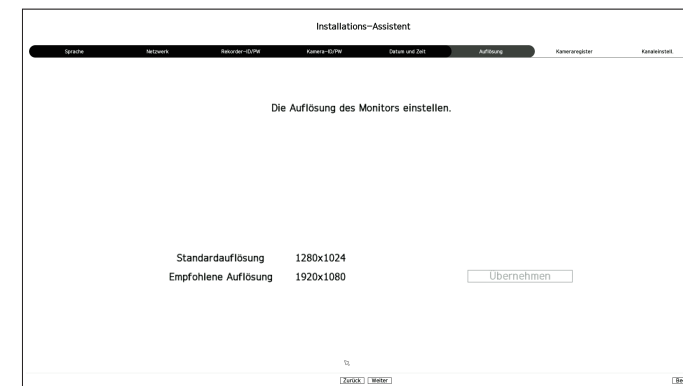 Installations-Assistent
Sprache Netzwerk Rekorder-ID/PW Kamera-ID/PW Datum und Zeit Auflösung Kameraregister Kanaleinstell.
Die Auflösung des Monitors einstellen.
Standardauflösung 1280x1024
Empfohlene Auflösung 1920x1080 Übernehmen
Zurück Weiter Be